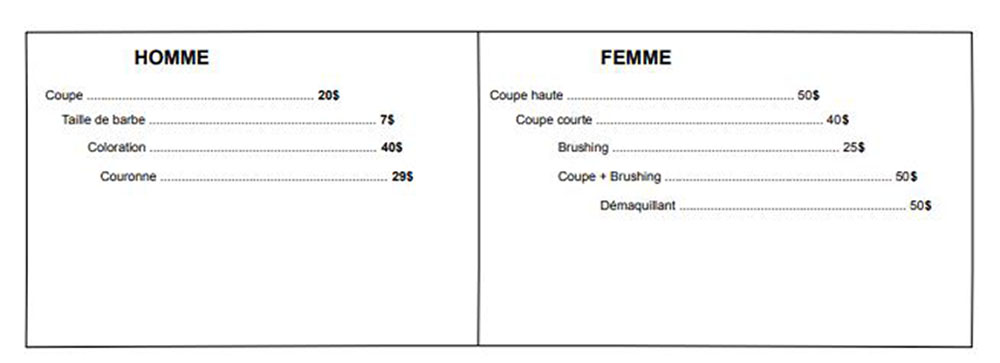 HOMME
Coupe ........................................................................ 20$
Taille de barbe ........................................................................ 7$
Coloration ........................................................................ 40$
Couronne ........................................................................ 29$
FEMME
Coupe haute ........................................................................ 50$
Coupe courte ........................................................................ 40$
Brushing ........................................................................ 25$
Coupe + Brushing ........................................................................ 50$
Démaquillant ........................................................................ 50$